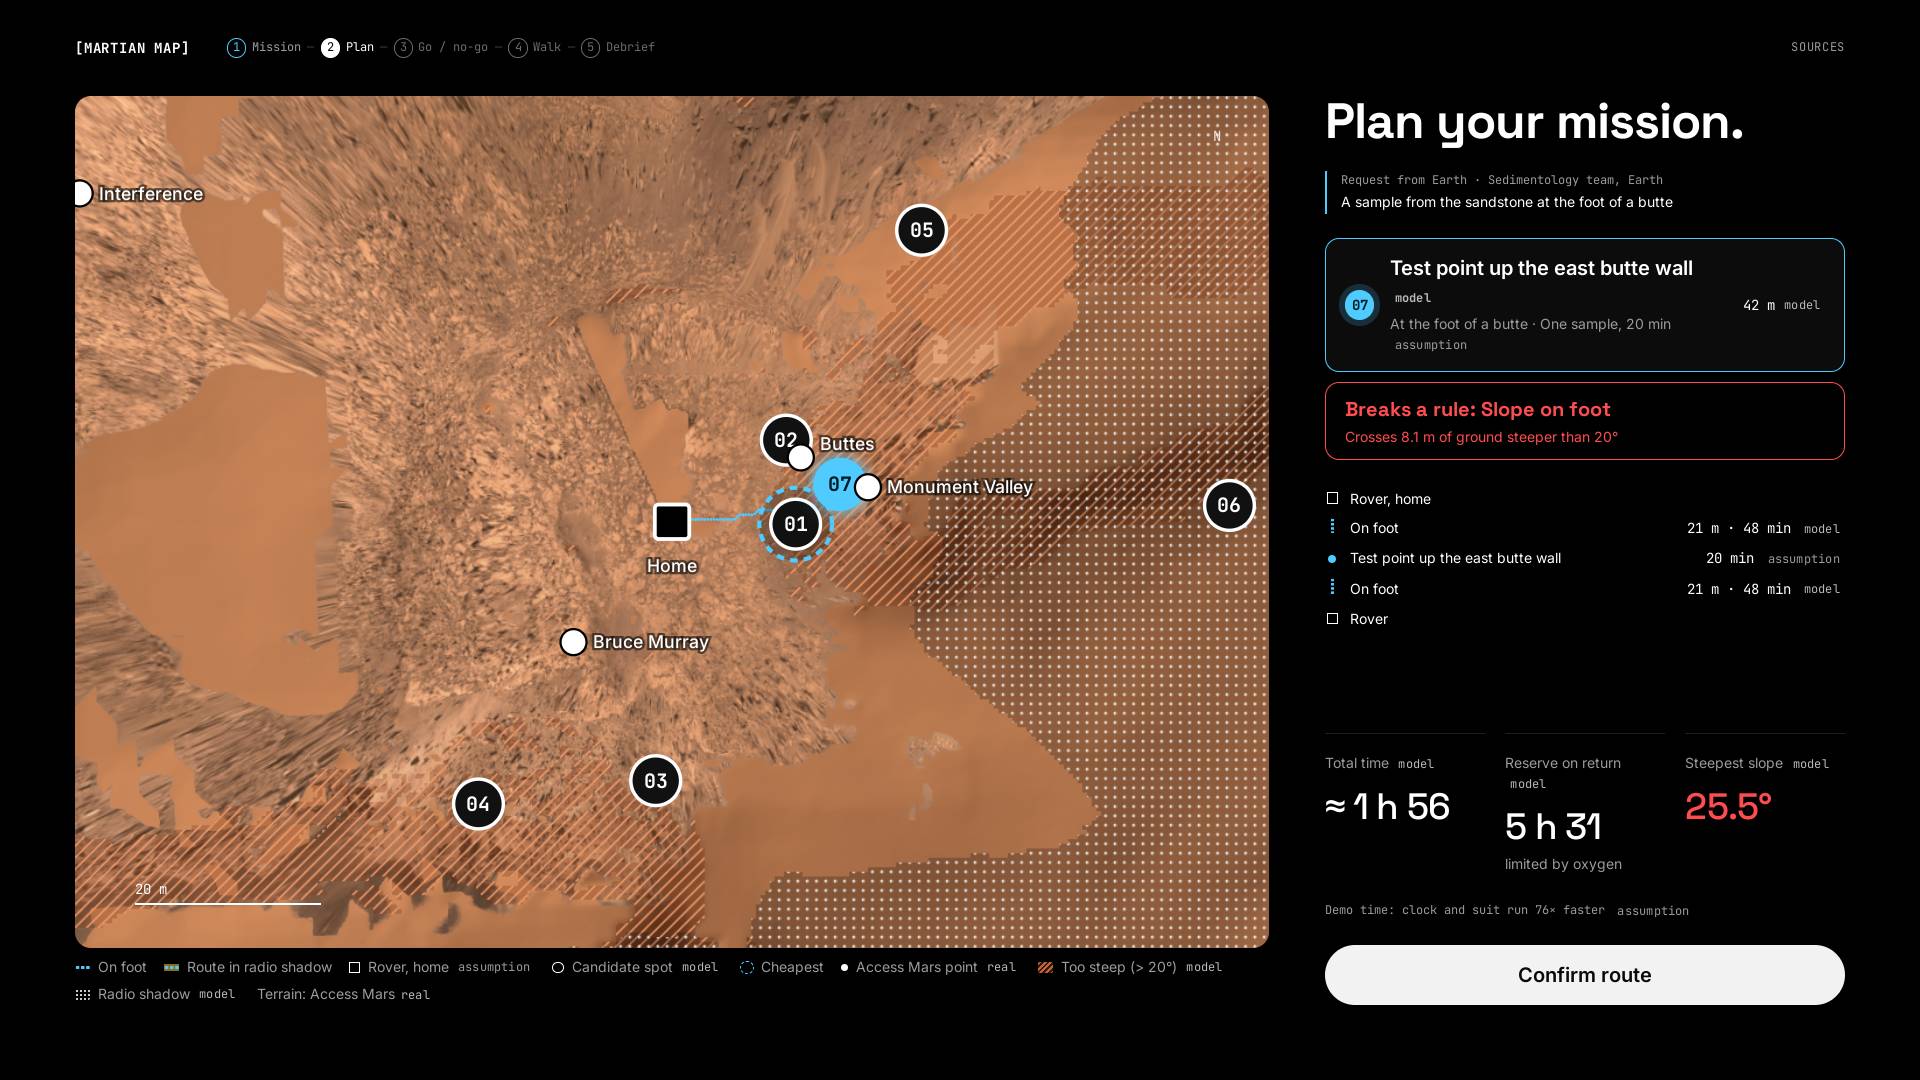 [MARTIAN MAP]
1 Mission — 2 Plan — 3 Go / no-go — 4 Walk — 5 Debrief
SOURCES
N
Interference
05
02
Buttes
07
Monument Valley
01
06
Home
Bruce Murray
03
04
20 m
On foot
Route in radio shadow
Rover, home assumption
Candidate spot model
Cheapest
Access Mars point real
Too steep (> 20°) model
Radio shadow model
Terrain: Access Mars real
Plan your mission.
Request from Earth · Sedimentology team, Earth
A sample from the sandstone at the foot of a butte
Test point up the east butte wall
model
07
42 m model
At the foot of a butte · One sample, 20 min
assumption
Breaks a rule: Slope on foot
Crosses 8.1 m of ground steeper than 20°
Rover, home
On foot 21 m · 48 min model
Test point up the east butte wall 20 min assumption
On foot 21 m · 48 min model
Rover
Total time model
≈ 1 h 56
Reserve on return
model
5 h 31
limited by oxygen
Steepest slope model
25.5°
Demo time: clock and suit run 76× faster assumption
Confirm route